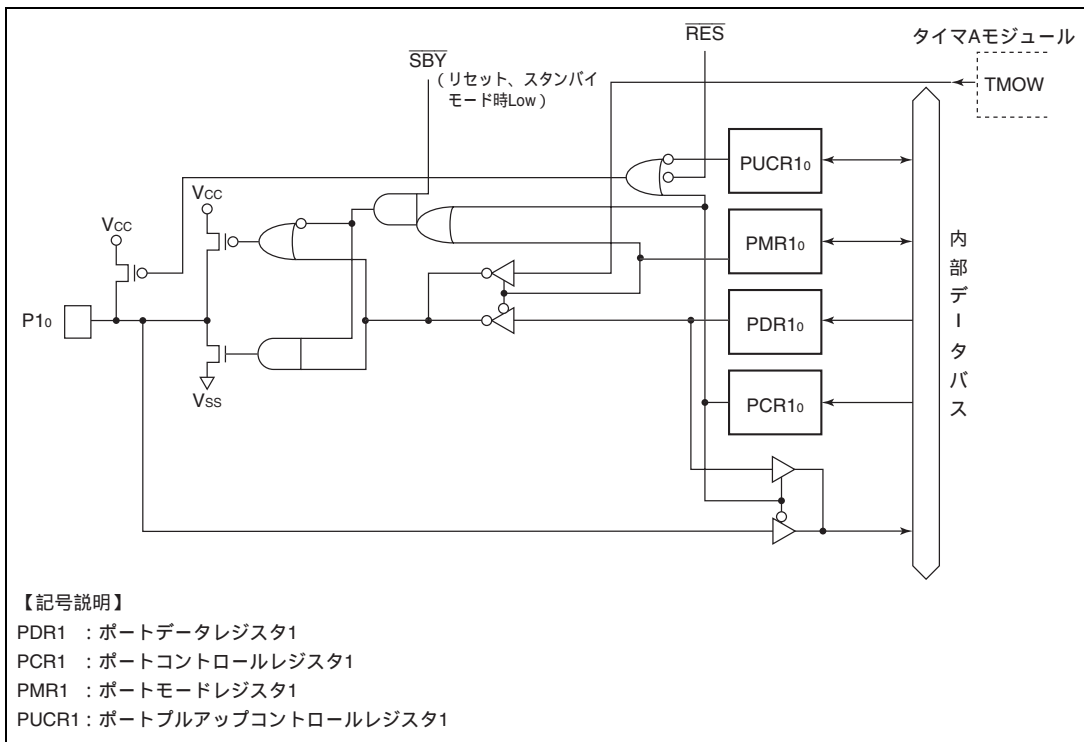 RES
タイマAモジュール
SBY
(リセット、スタンバイ
モード時Low)
TMOW
PUCR10
VCC
VCC
PMR10
内部データバス
P10
PDR10
VSS
PCR10
【記号説明】
PDR1 :ポートデータレジスタ1
PCR1 :ポートコントロールレジスタ1
PMR1 :ポートモードレジスタ1
PUCR1:ポートプルアップコントロールレジスタ1